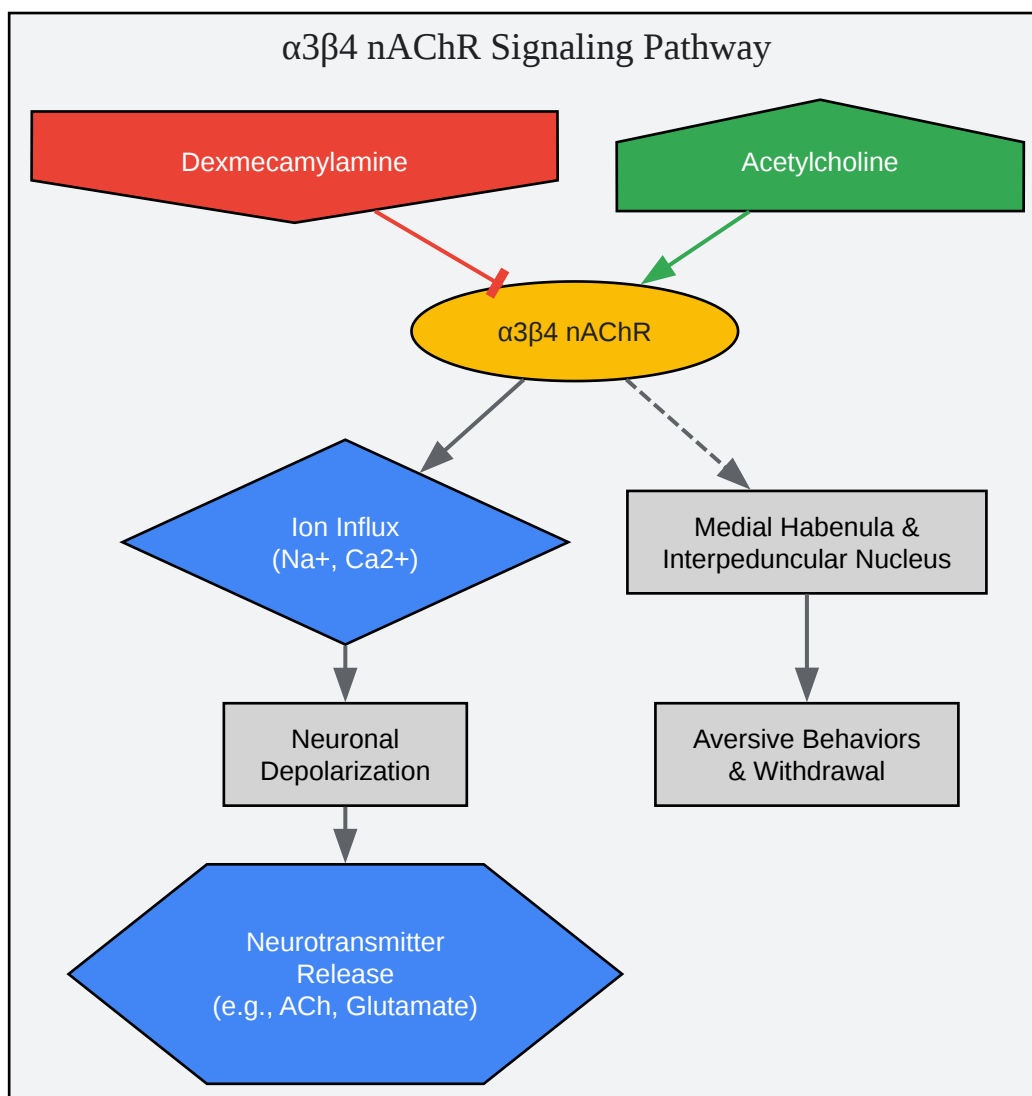 α3β4 nAChR Signaling Pathway
Dexmecamylamine
Acetylcholine
α3β4 nAChR
Ion Influx
(Na+, Ca2+)
Medial Habenula &
Interpeduncular Nucleus
Neuronal
Depolarization
Aversive Behaviors
& Withdrawal
Neurotransmitter
Release
(e.g., ACh, Glutamate)